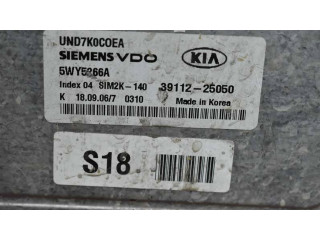 UND7K0C0EA
SIEMENS VDO
KIA
5WY5266A
Index 04 SIM2K-140
39112-25060
K 18.09.06/7 0310 Made in Korea
S18